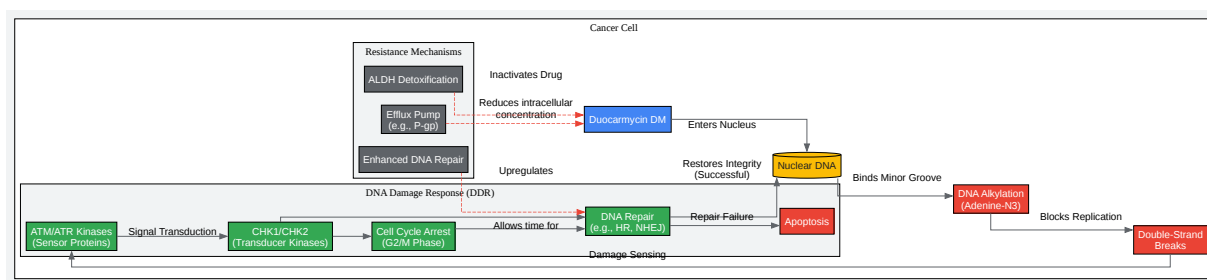 Cancer Cell
Resistance Mechanisms
ALDH Detoxification
Inactivates Drug
Efflux Pump
(e.g., P-gp)
Reduces intracellular
concentration
Duocarmycin DM
Enters Nucleus
Enhanced DNA Repair
Upregulates
Restores Integrity
(Successful)
Nuclear DNA
Binds Minor Groove
DNA Alkylation
(Adenine-N3)
Blocks Replication
Double-Strand
Breaks
DNA Damage Response (DDR)
ATM/ATR Kinases
(Sensor Proteins)
Signal Transduction
CHK1/CHK2
(Transducer Kinases)
Cell Cycle Arrest
(G2/M Phase)
Allows time for
DNA Repair
(e.g., HR, NHEJ)
Repair Failure
Apoptosis
Damage Sensing